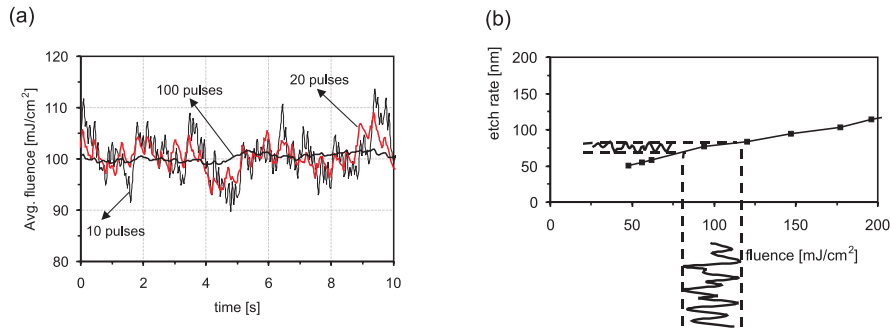 (a)
Avg. fluence [mJ/cm²]
120
110
100
90
80
100 pulses
20 pulses
10 pulses
0 2 4 6 8 10
time [s]
(b)
etch rate [nm]
200
150
100
50
0
0 50 100 150 200
fluence [mJ/cm²]